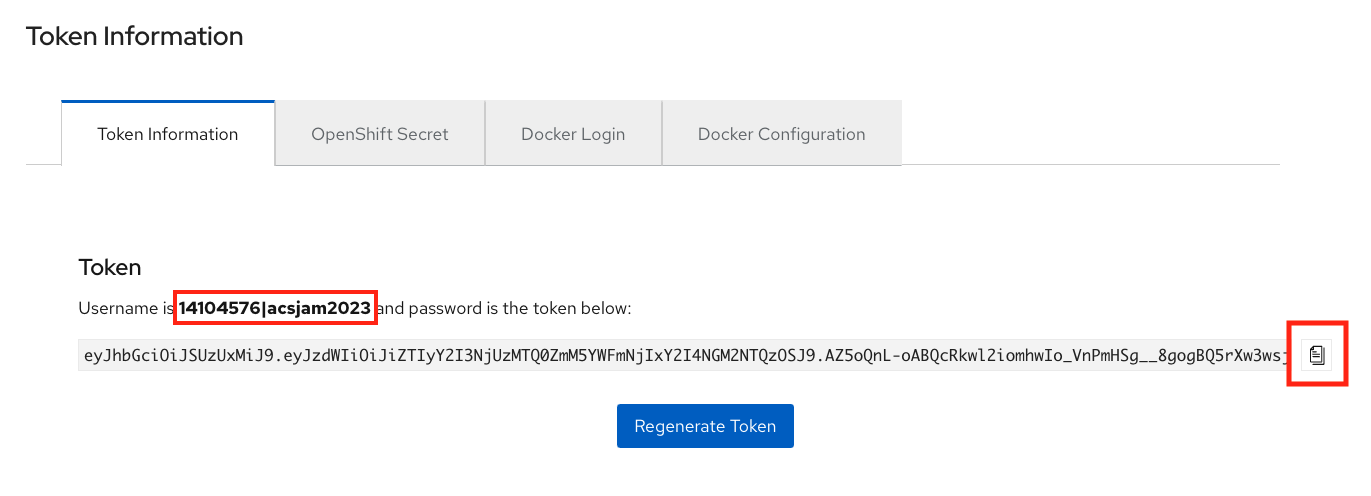 Token Information
Token Information OpenShift Secret Docker Login Docker Configuration
Token
Username is 14104576|acsjam2023 and password is the token below:
eyJhbGciOiJSUzUxMiJ9.eyJzdWIiOiJiZTIyY2I3NjUzMTQ0ZmM5YWFmNjIxY2I4NGM2NTQzOSJ9.AZ5oQnL-oABQcRkwl2iomhwIo_VnPmHSg__8gogBQ5rXw3wsj
Regenerate Token